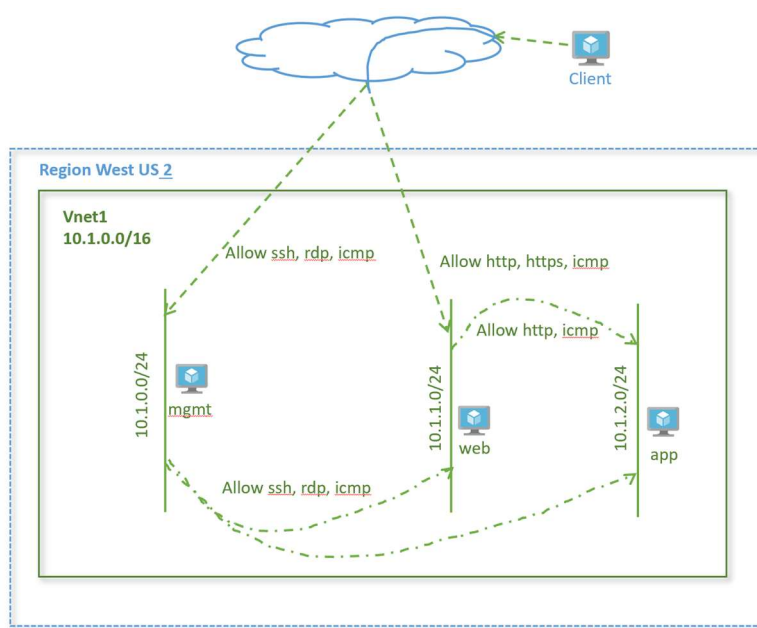 Client
Region West US 2
Vnet1
10.1.0.0/16
Allow ssh, rdp, icmp
Allow http, https, icmp
Allow http, icmp
10.1.0.0/24
mgmt
10.1.1.0/24
web
10.1.2.0/24
app
Allow ssh, rdp, icmp